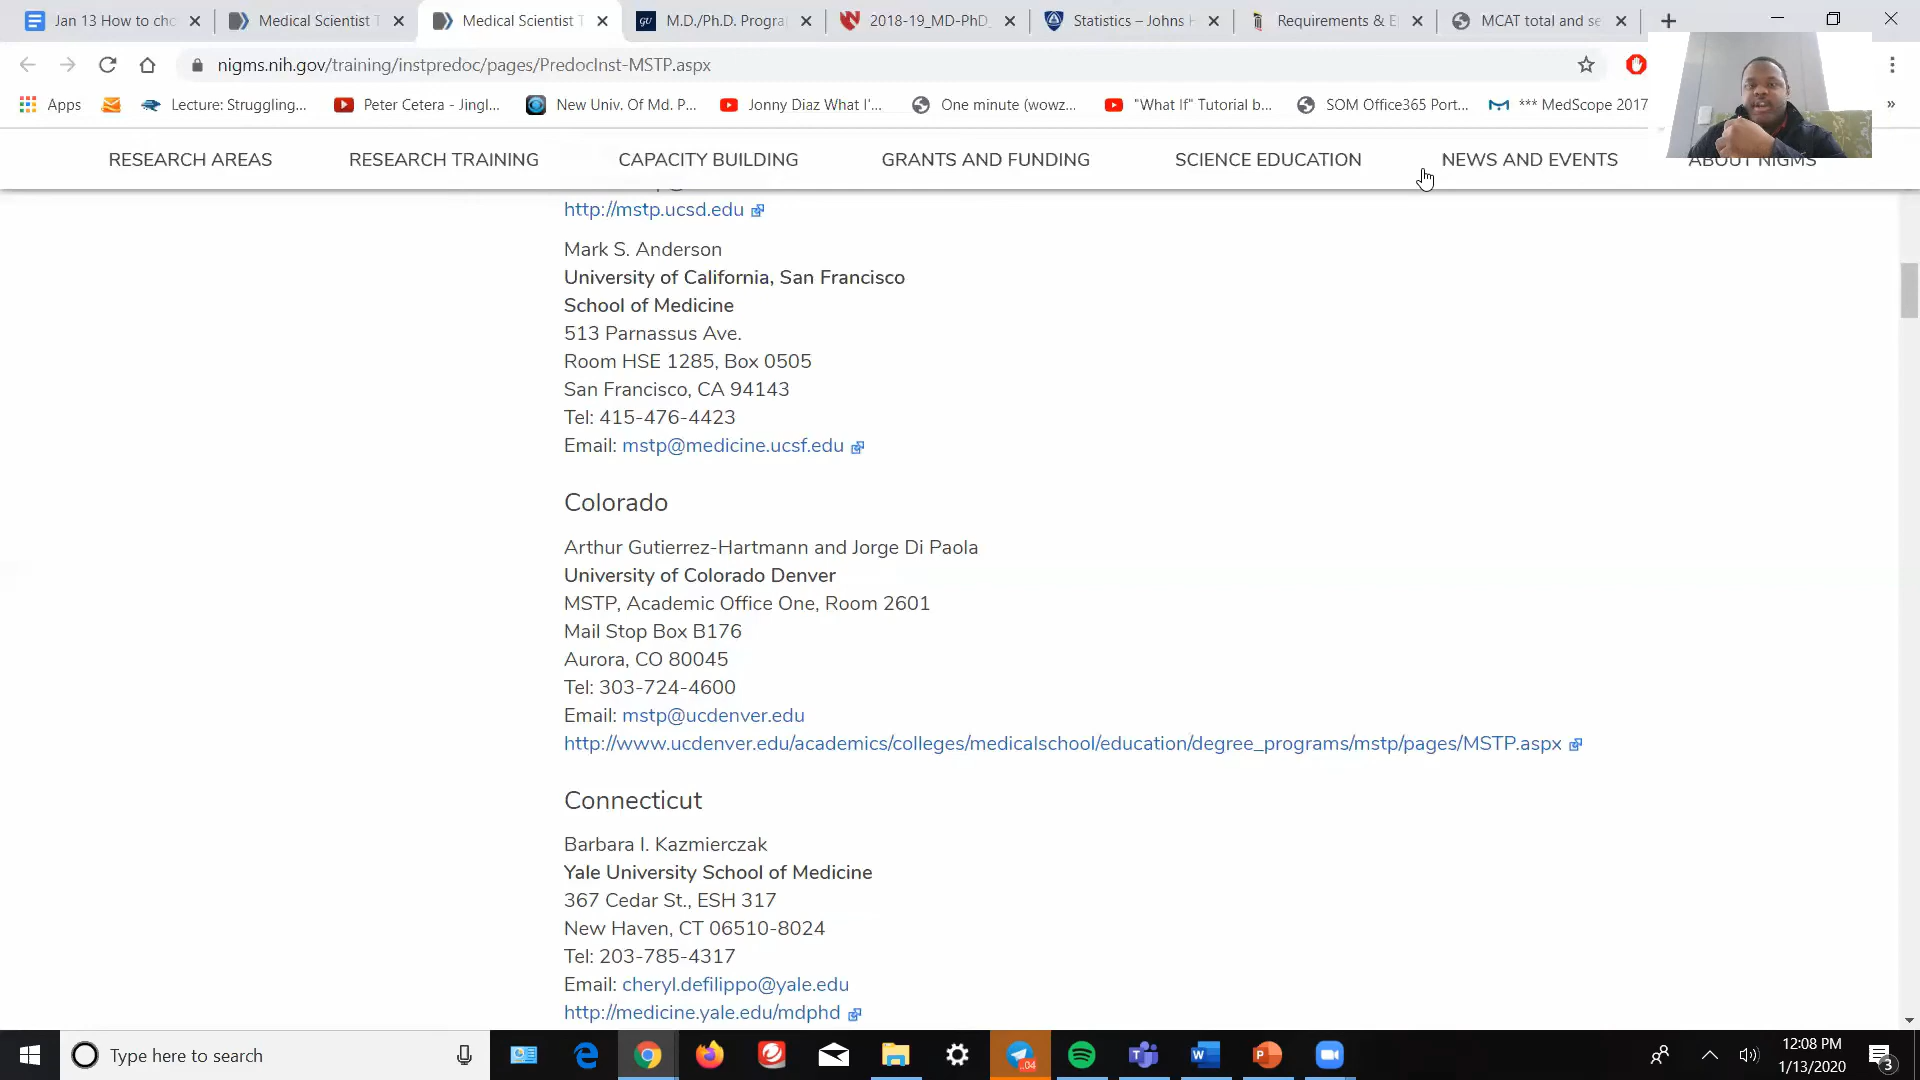 Jan 13 How to ch
Medical Scientist T
Medical Scientist T
M.D./Ph.D. Progra
2018-19_MD-PhD_
Statistics – Johns H
Requirements & E
MCAT total and se
nigms.nih.gov/training/instpredoc/pages/PredocInst-MSTP.aspx
Apps
Lecture: Struggling...
Peter Cetera - Jingl...
New Univ. Of Md. P...
Jonny Diaz What I'...
One minute (wowz...
"What If" Tutorial b...
SOM Office365 Port...
*** MedScope 2017
»
RESEARCH AREAS
RESEARCH TRAINING
CAPACITY BUILDING
GRANTS AND FUNDING
SCIENCE EDUCATION
NEWS AND EVENTS
ABOUT NIGMS
http://mstp.ucsd.edu
Mark S. Anderson
University of California, San Francisco
School of Medicine
513 Parnassus Ave.
Room HSE 1285, Box 0505
San Francisco, CA 94143
Tel: 415-476-4423
Email: mstp@medicine.ucsf.edu
Colorado
Arthur Gutierrez-Hartmann and Jorge Di Paola
University of Colorado Denver
MSTP, Academic Office One, Room 2601
Mail Stop Box B176
Aurora, CO 80045
Tel: 303-724-4600
Email: mstp@ucdenver.edu
http://www.ucdenver.edu/academics/colleges/medicalschool/education/degree_programs/mstp/pages/MSTP.aspx
Connecticut
Barbara I. Kazmierczak
Yale University School of Medicine
367 Cedar St., ESH 317
New Haven, CT 06510-8024
Tel: 203-785-4317
Email: cheryl.defilippo@yale.edu
http://medicine.yale.edu/mdphd
Type here to search
12:08 PM
1/13/2020
3